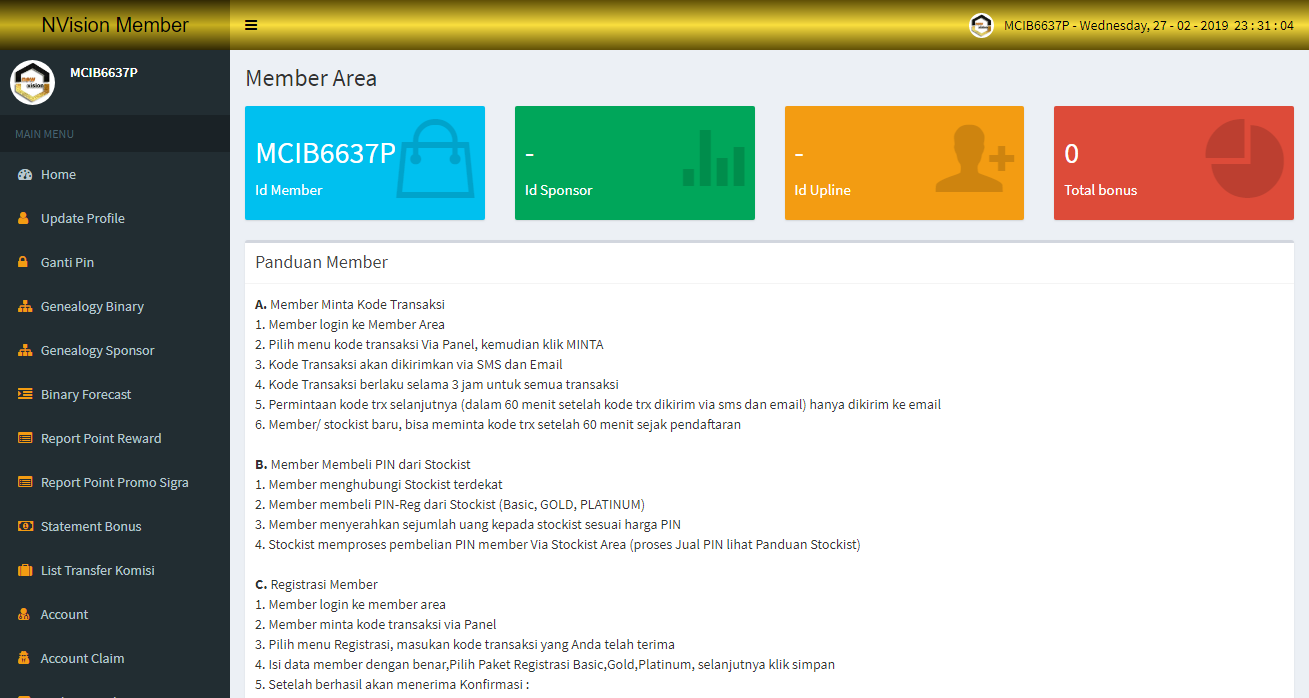 NVision Member
MCIB6637P - Wednesday, 27 - 02 - 2019 23 : 31 : 04
MCIB6637P
MAIN MENU
Home
Update Profile
Ganti Pin
Genealogy Binary
Genealogy Sponsor
Binary Forecast
Report Point Reward
Report Point Promo Sigra
Statement Bonus
List Transfer Komisi
Account
Account Claim
Member Area
MCIB6637P
Id Member
-
Id Sponsor
-
Id Upline
0
Total bonus
Panduan Member
A. Member Minta Kode Transaksi
1. Member login ke Member Area
2. Pilih menu kode transaksi Via Panel, kemudian klik MINTA
3. Kode Transaksi akan dikirimkan via SMS dan Email
4. Kode Transaksi berlaku selama 3 jam untuk semua transaksi
5. Permintaan kode trx selanjutnya (dalam 60 menit setelah kode trx dikirim via sms dan email) hanya dikirim ke email
6. Member/ stockist baru, bisa meminta kode trx setelah 60 menit sejak pendaftaran
B. Member Membeli PIN dari Stockist
1. Member menghubungi Stockist terdekat
2. Member membeli PIN-Reg dari Stockist (Basic, GOLD, PLATINUM)
3. Member menyerahkan sejumlah uang kepada stockist sesuai harga PIN
4. Stockist memproses pembelian PIN member Via Stockist Area (proses Jual PIN lihat Panduan Stockist)
C. Registrasi Member
1. Member login ke member area
2. Member minta kode transaksi via Panel
3. Pilih menu Registrasi, masukan kode transaksi yang Anda telah terima
4. Isi data member dengan benar,Pilih Paket Registrasi Basic,Gold,Platinum, selanjutnya klik simpan
5. Setelah berhasil akan menerima Konfirmasi :